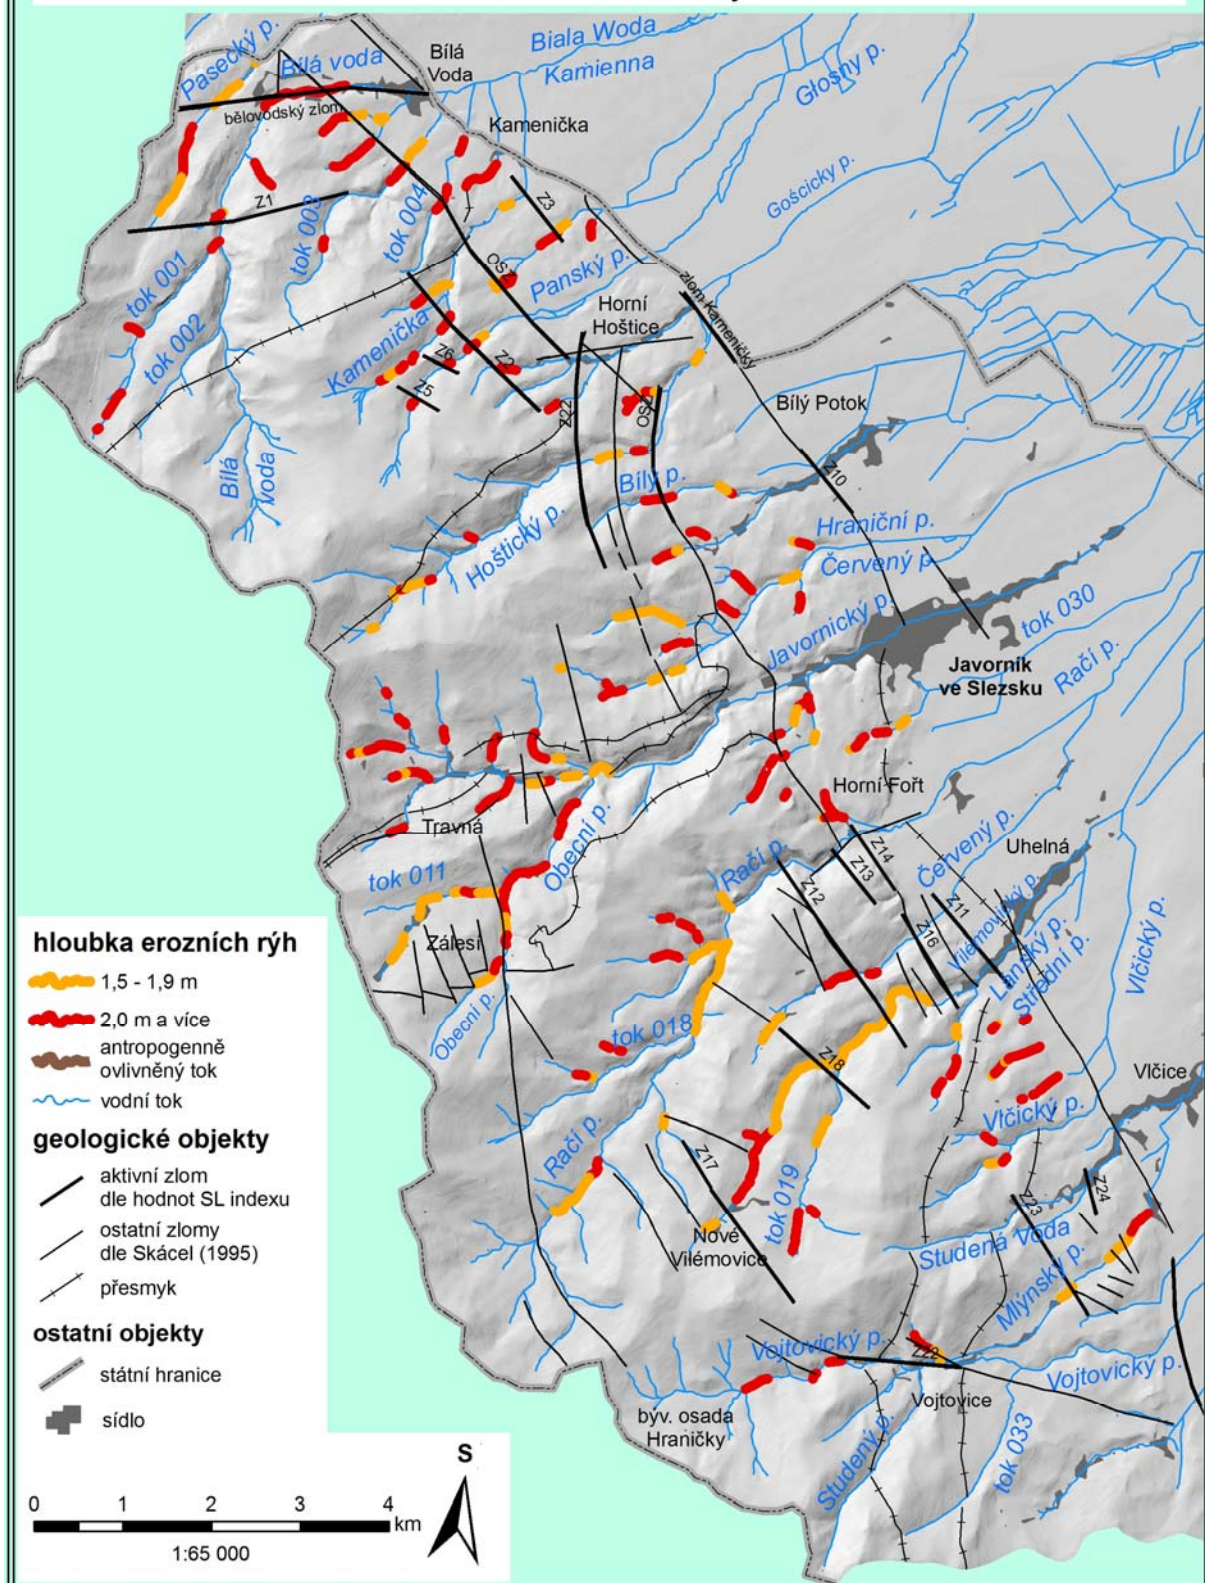 Pasecký p.
Bílá voda
Bílá
Voda
Biala Woda
Kamienna
Głosny p.
bělovodský zlom
Kamenička
Gościcky p.
Z1
Z3
tok 003
tok 004
tok 001
tok 002
OSZ
Panský p.
Horní
Hoštice
zlom Kameničky
Kamenička
Z6
Z2
Z5
Z22
OSZ
Bílý Potok
Bílá
voda
Bílý p.
Z10
Hoštický p.
Hraniční p.
Červený p.
Javornický p.
tok 030
Račí p.
Javorník
ve Slezsku
Horní Fořt
Travná
Obecní p.
tok 011
Račí p.
Z12
Z13
Z14
Červený p.
Uhelná
Z11
Z16
Vilémovický p.
Lánský p.
Střední p.
Vlčický p.
Zálesí
Obecní p.
tok 018
Z18
Vlčice
Vlčický p.
Račí p.
Z17
tok 019
Nové
Vilémovice
Z23
Z24
Studená Voda
Mlýnský p.
Vojtovický p.
Z22
Vojtovický p.
Vojtovice
býv. osada
Hraničky
Studený p.
tok 033
hloubka erozních rýh
1,5 - 1,9 m
2,0 m a více
antropogenně
ovlivněný tok
vodní tok
geologické objekty
aktivní zlom
dle hodnot SL indexu
ostatní zlomy
dle Skácel (1995)
přesmyk
ostatní objekty
státní hranice
sídlo
S
0 1 2 3 4
km
1:65 000